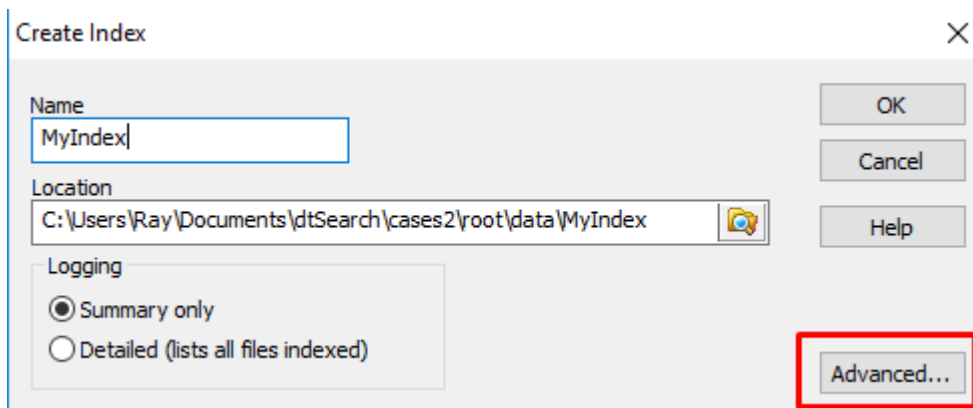 Create Index
Name
MyIndex
OK
Cancel
Location
C:\Users\Ray\Documents\dtSearch\cases2\root\data\MyIndex
Help
Logging
Summary only
Detailed (lists all files indexed)
Advanced...